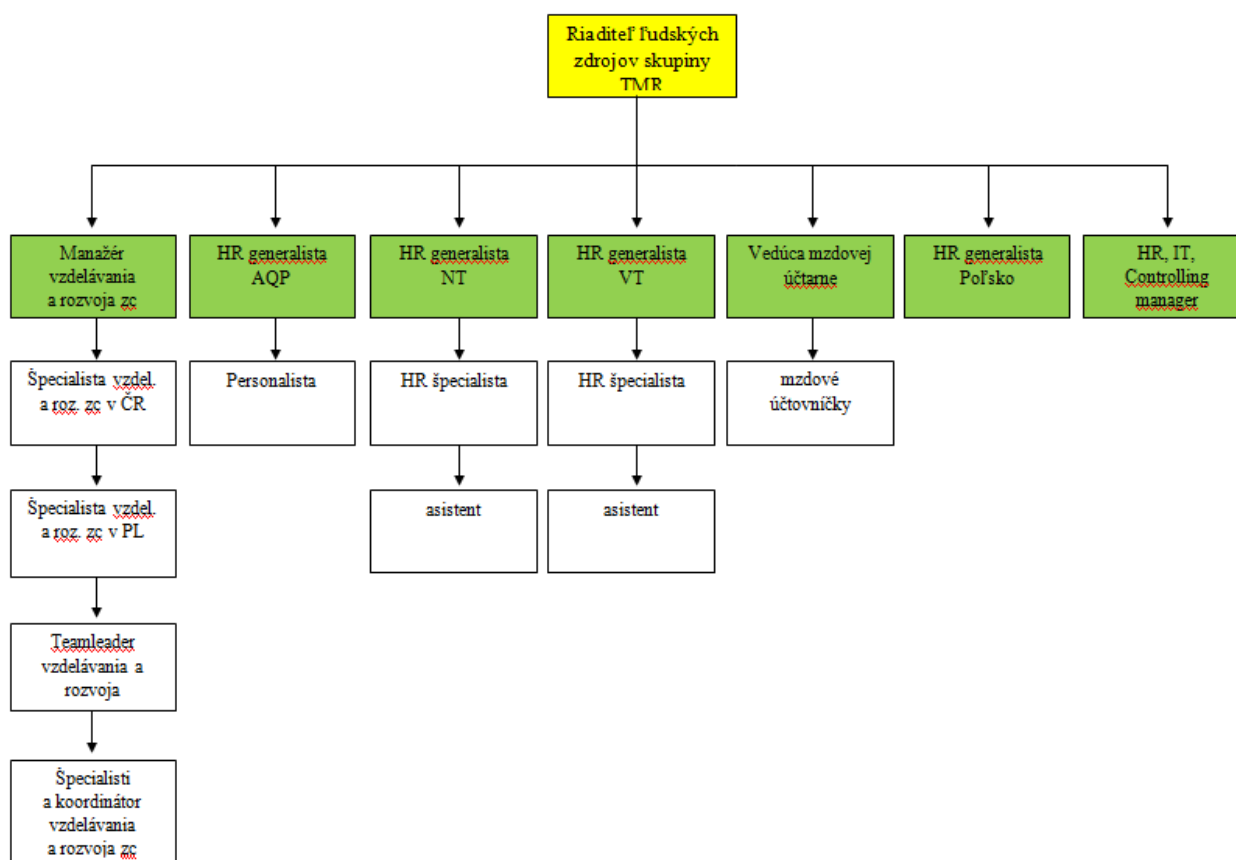 Riaditeľ ľudských
zdrojov skupiny
TMR
Manažér
vzdelávania
a rozvoja zc
HR generalista
AQP
HR generalista
NT
HR generalista
VT
Vedúca mzdovej
účtarne
HR generalista
Poľsko
HR, IT,
Controlling
manager
Špecialista vzdel.
a roz. zc v ČR
Personalista
HR špecialista
HR špecialista
mzdové
účtovníčky
Špecialista vzdel.
a roz. zc v PL
asistent
asistent
Teamleader
vzdelávania a
rozvoja
Špecialisti
a koordinátor
vzdelávania
a rozvoja zc